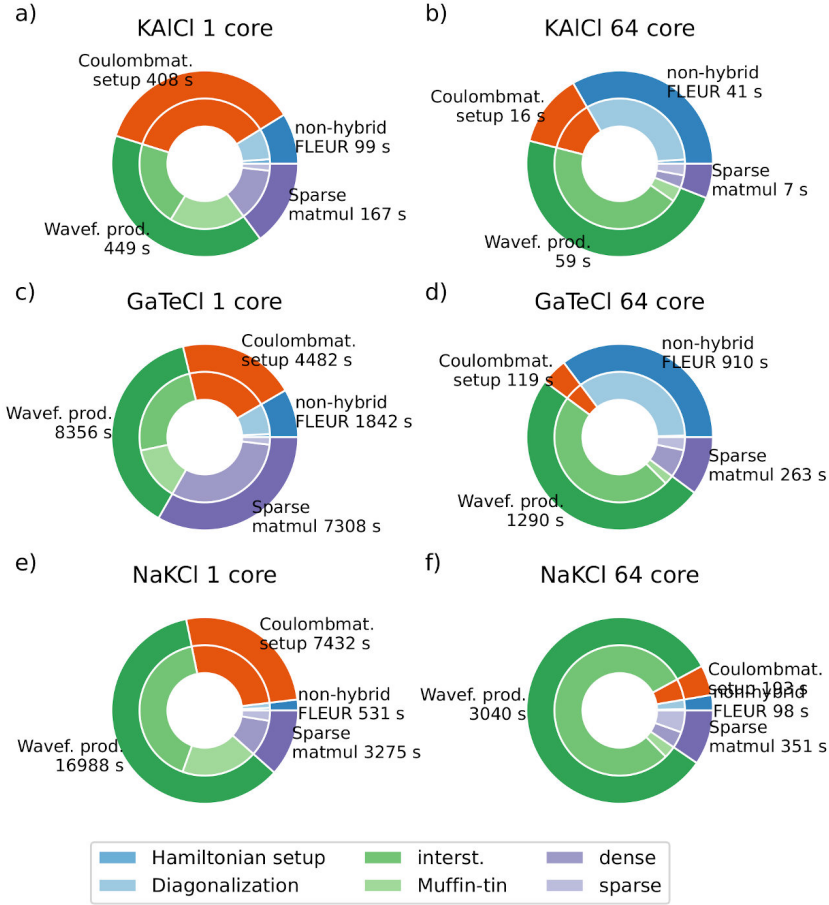 a)
KAlCl 1 core
Coulombmat.
setup 408 s
non-hybrid
FLEUR 99 s
Sparse
matmul 167 s
Wavef. prod.
449 s
b)
KAlCl 64 core
non-hybrid
FLEUR 41 s
Coulombmat.
setup 16 s
Sparse
matmul 7 s
Wavef. prod.
59 s
c)
GaTeCl 1 core
Coulombmat.
setup 4482 s
non-hybrid
FLEUR 1842 s
Wavef. prod.
8356 s
Sparse
matmul 7308 s
d)
GaTeCl 64 core
non-hybrid
FLEUR 910 s
Coulombmat.
setup 119 s
Sparse
matmul 263 s
Wavef. prod.
1290 s
e)
NaKCl 1 core
Coulombmat.
setup 7432 s
non-hybrid
FLEUR 531 s
Sparse
matmul 3275 s
Wavef. prod.
16988 s
f)
NaKCl 64 core
Coulombmat.
setup 193 s
non-hybrid
FLEUR 98 s
Sparse
matmul 351 s
Wavef. prod.
3040 s
Hamiltonian setup
interst.
dense
Diagonalization
Muffin-tin
sparse